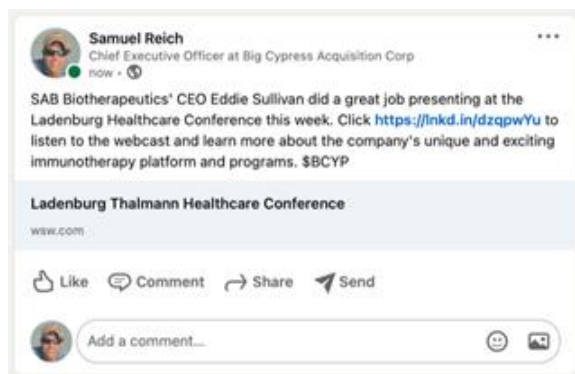 Samuel Reich
Chief Executive Officer at Big Cypress Acquisition Corp
now •
SAB Biotherapeutics' CEO Eddie Sullivan did a great job presenting at the
Ladenburg Healthcare Conference this week. Click https://lnkd.in/dzqpwYu to
listen to the webcast and learn more about the company's unique and exciting
immunotherapy platform and programs. $BCYP
Ladenburg Thalmann Healthcare Conference
wsw.com
Like Comment Share Send
Add a comment...